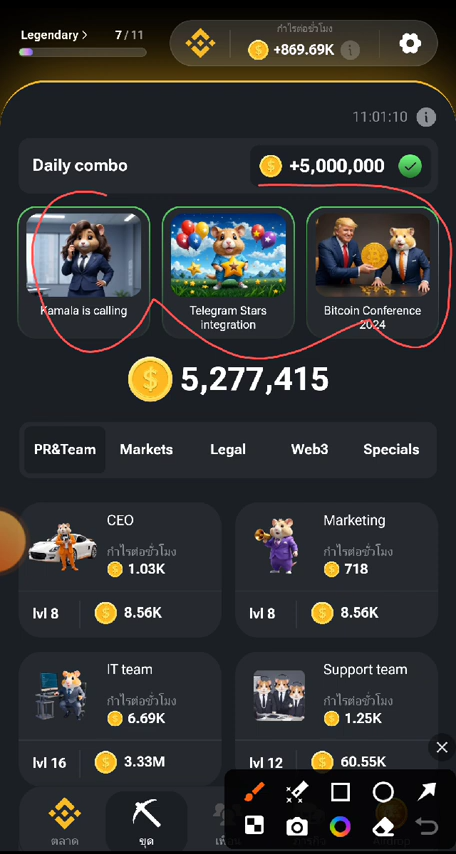 Legendary > 7 / 11
กำไรต่อชั่วโมง
+869.69K
11:01:10
Daily combo +5,000,000
Kamala is calling
Telegram Stars
integration
Bitcoin Conference
2024
5,277,415
PR&Team Markets Legal Web3 Specials
CEO
กำไรต่อชั่วโมง
1.03K
lvl 8 8.56K
Marketing
กำไรต่อชั่วโมง
718
lvl 8 8.56K
IT team
กำไรต่อชั่วโมง
6.69K
lvl 16 3.33M
Support team
กำไรต่อชั่วโมง
1.25K
lvl 12 60.55K
ตลาด ขุด